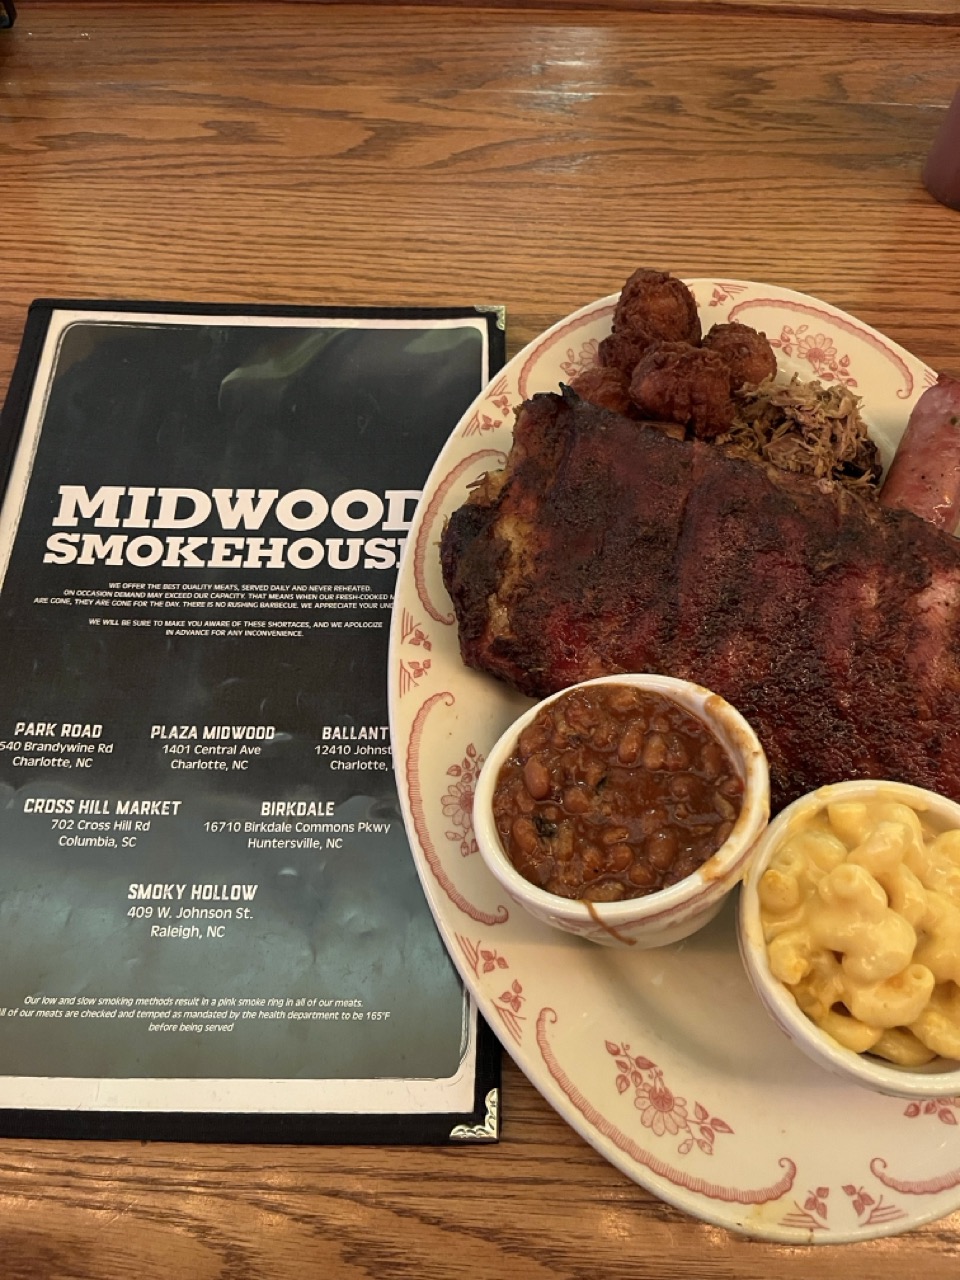 MIDWOOD
SMOKEHOUSE
WE OFFER THE BEST QUALITY MEATS, SERVED DAILY AND NEVER REHEATED.
ON OCCASION DEMAND MAY EXCEED OUR CAPACITY. THAT MEANS WHEN OUR FRESH-COOKED
ARE GONE, THEY ARE GONE FOR THE DAY. THERE IS NO RUSHING BARBECUE. WE APPRECIATE YOUR
WE WILL BE SURE TO MAKE YOU AWARE OF THESE SHORTAGES, AND WE APOLOGIZE
IN ADVANCE FOR ANY INCONVENIENCE.
PARK ROAD PLAZA MIDWOOD BALLANT
540 Brandywine Rd 1401 Central Ave 12410 Johnst
Charlotte, NC Charlotte, NC Charlotte,
CROSS HILL MARKET BIRKDALE
702 Cross Hill Rd 16710 Birkdale Commons Pkwy
Columbia, SC Huntersville, NC
SMOKY HOLLOW
409 W. Johnson St.
Raleigh, NC
Our low and slow smoking methods result in a pink smoke ring in all of our meats.
of our meats are checked and temped as mandated by the health department to be 165°F
before being served